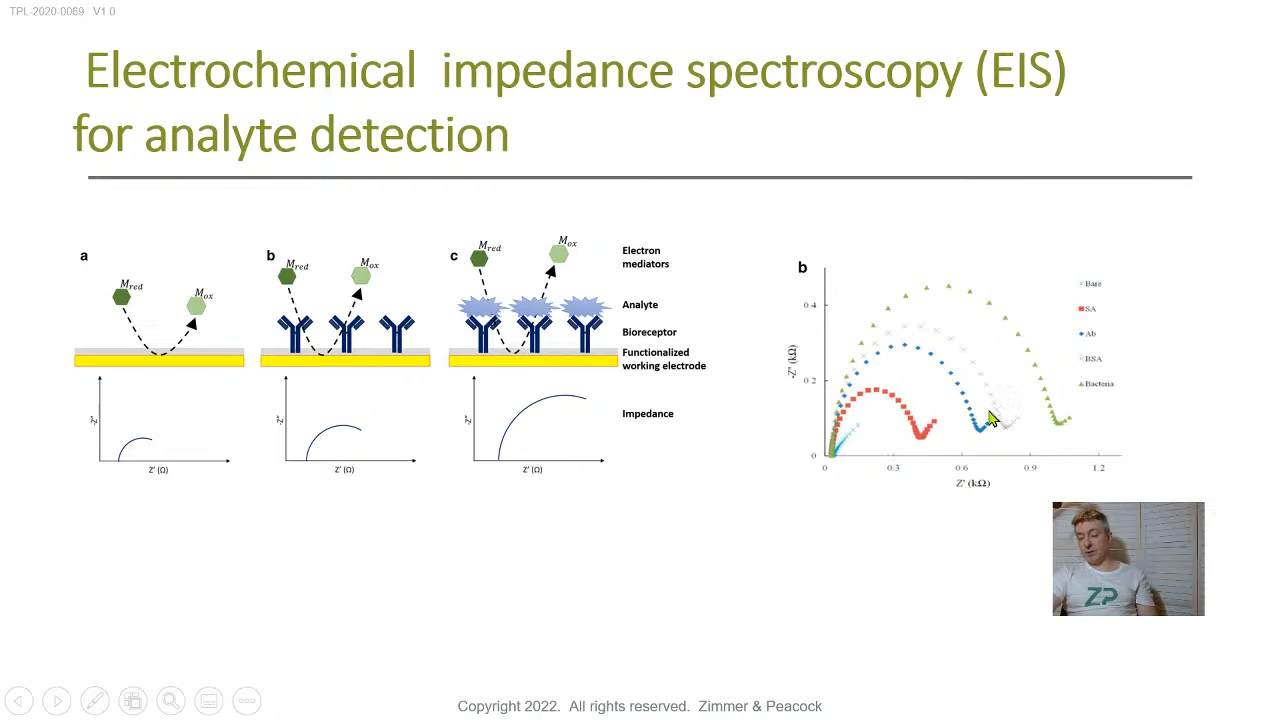 TPL-2020-0069 V1.0
Electrochemical impedance spectroscopy (EIS)
for analyte detection
a
M_red
M_ox
-Z''
Z' (Ω)
b
M_red
M_ox
-Z''
Z' (Ω)
c
M_red
M_ox
-Z''
Z' (Ω)
Electron
mediators
Analyte
Bioreceptor
Functionalized
working electrode
Impedance
b
-Z'' (kΩ)
0.4
0.2
0
0
0.3
0.6
0.9
1.2
Z' (kΩ)
Bare
SA
Ab
BSA
Bacteria
ZP
Copyright 2022. All rights reserved. Zimmer & Peacock